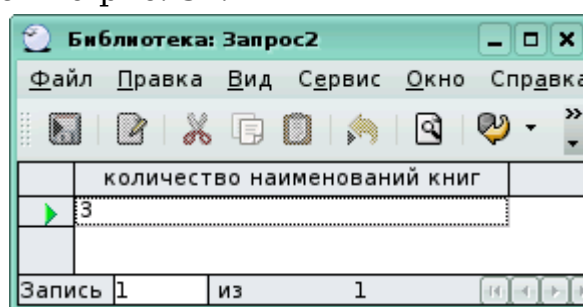 Библиотека: Запрос2
Файл Правка Вид Сервис Окно Справка
количество наименований книг
3
Запись 1 из 1